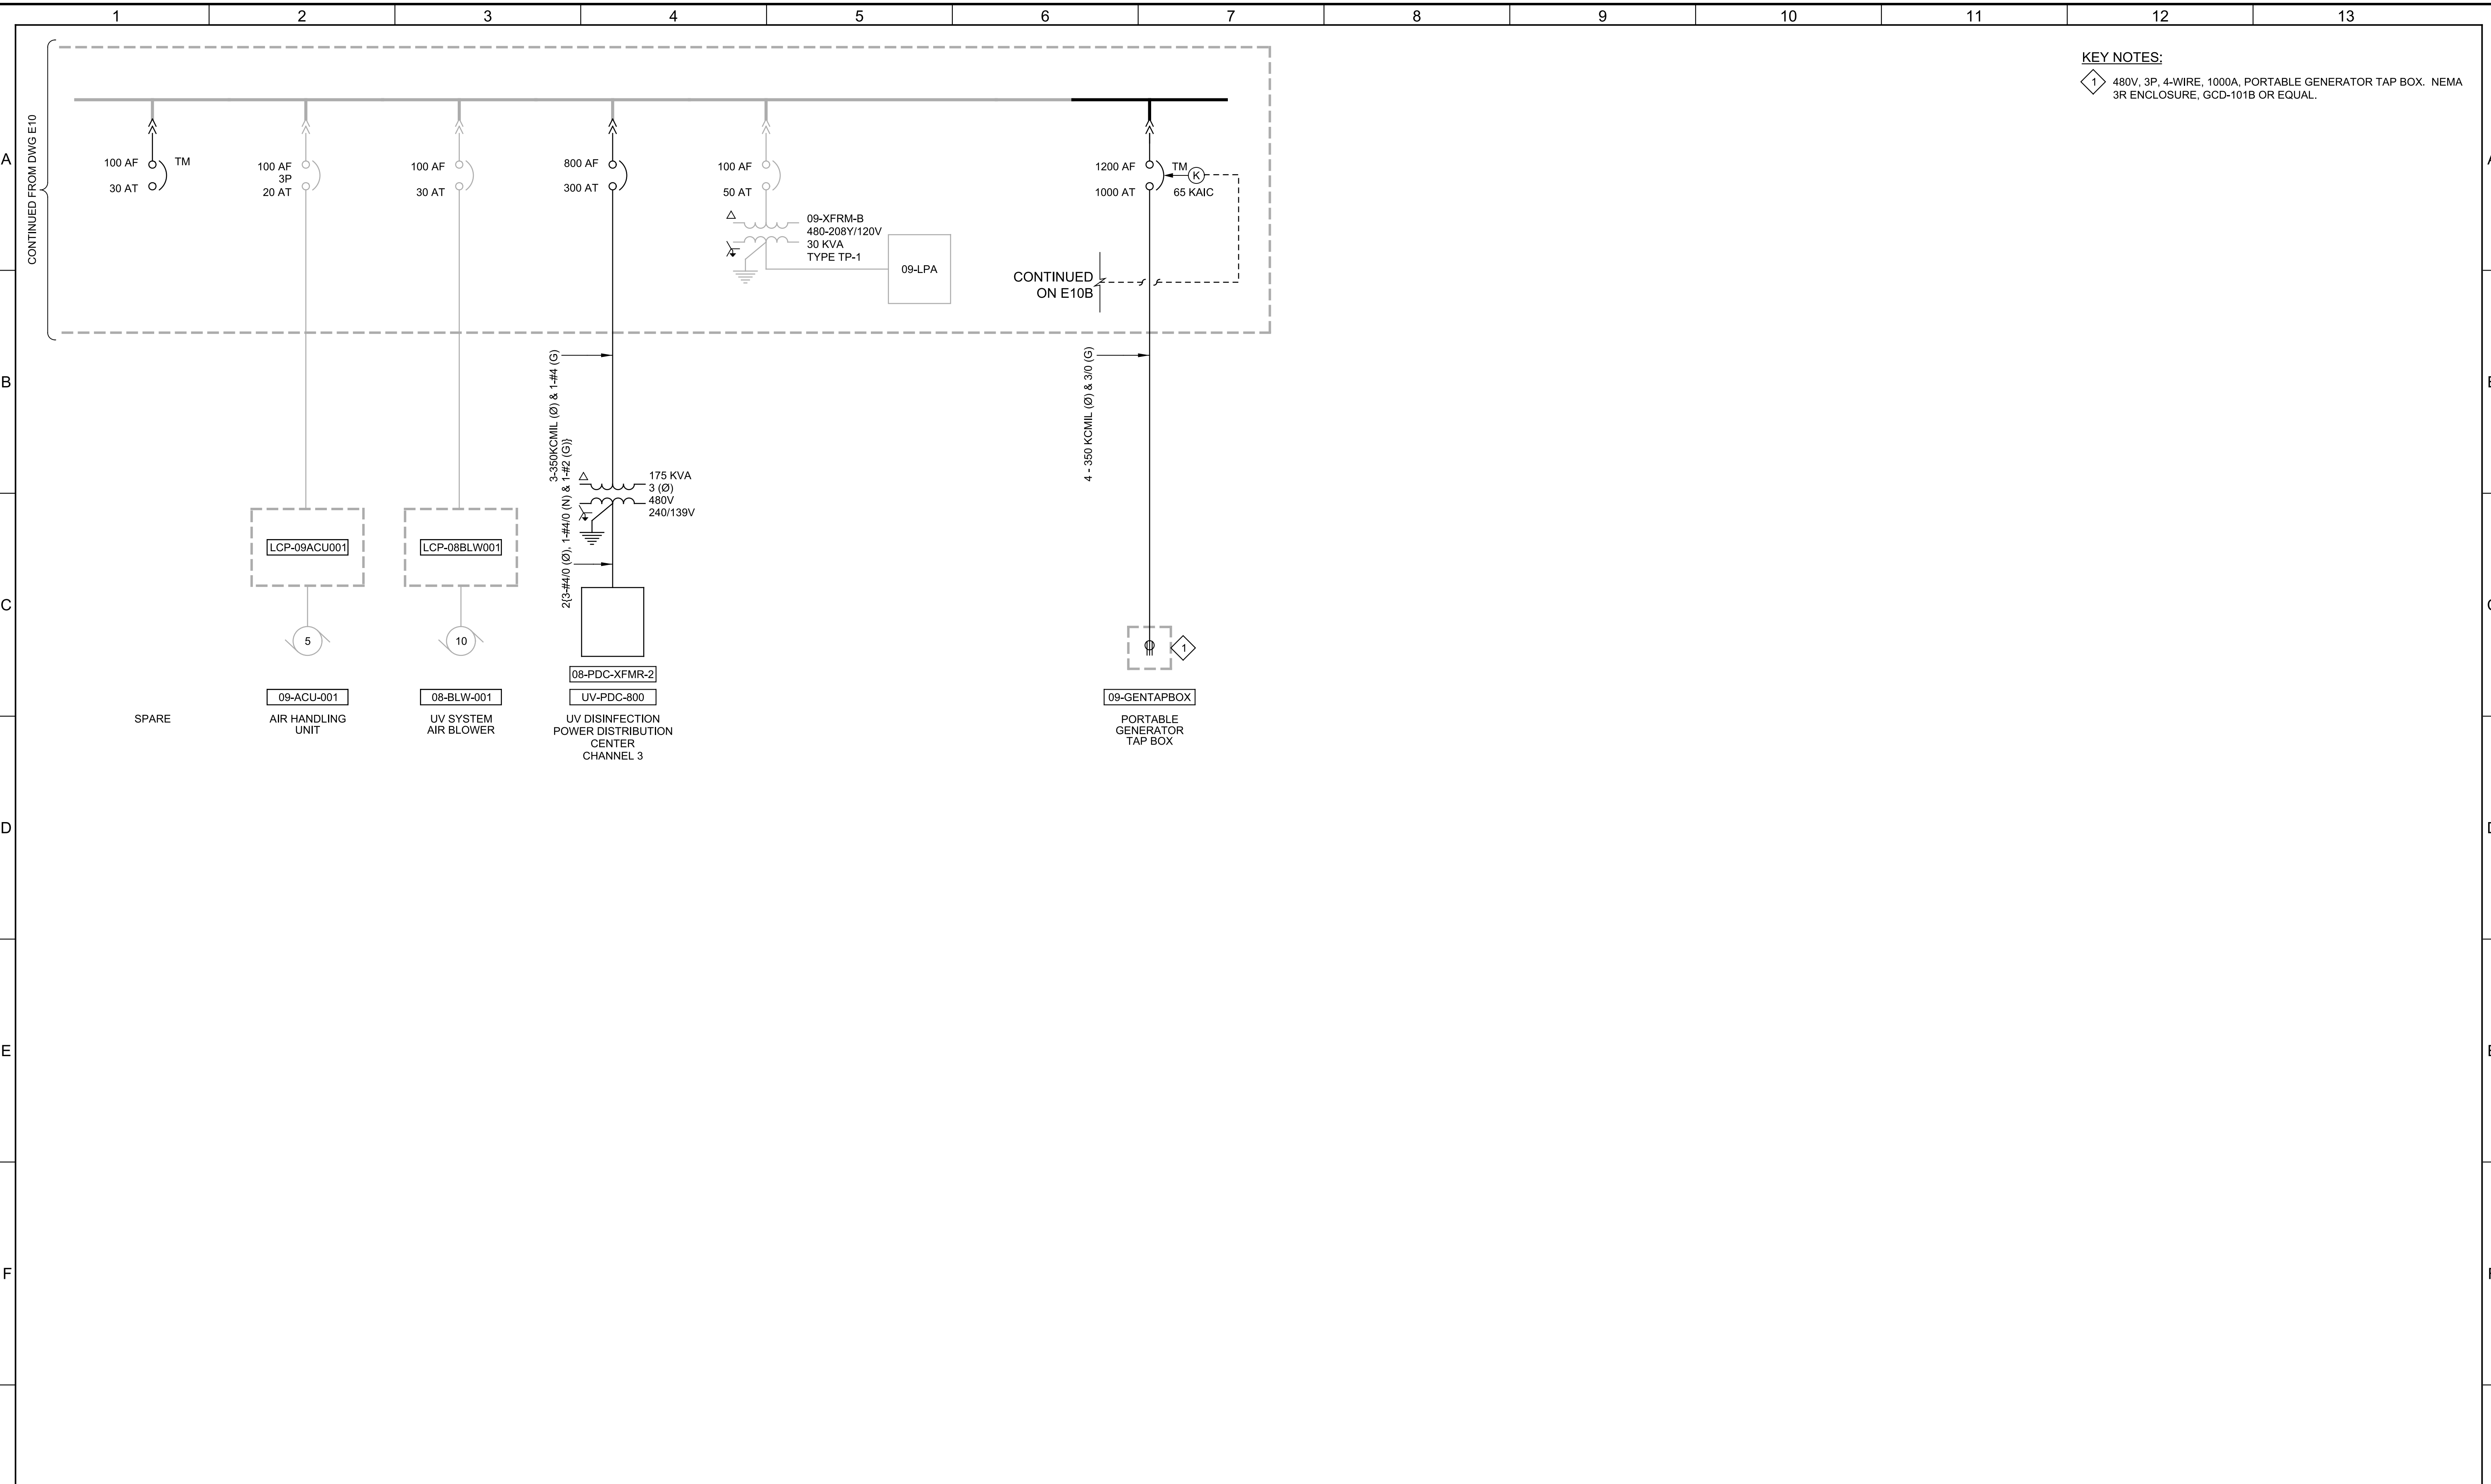 1 2 3 4 5 6 7 8 9 10 11 12 13
A
B
C
D
E
F
KEY NOTES:
1 480V, 3P, 4-WIRE, 1000A, PORTABLE GENERATOR TAP BOX. NEMA
3R ENCLOSURE, GCD-101B OR EQUAL.
CONTINUED FROM DWG E10
100 AF TM
30 AT
100 AF
3P
20 AT
100 AF
30 AT
800 AF
300 AT
100 AF
50 AT
09-XFRM-B
480-208Y/120V
30 KVA
TYPE TP-1
09-LPA
1200 AF TM
K
1000 AT 65 KAIC
CONTINUED
ON E10B
3-350KCMIL (Ø) & 1-#4 (G)
2{3-#4/0 (Ø), 1-#4/0 (N) & 1-#2 (G)}
175 KVA
3 (Ø)
480V
240/139V
4 - 350 KCMIL (Ø) & 3/0 (G)
LCP-09ACU001
LCP-08BLW001
5
10
1
08-PDC-XFMR-2
09-ACU-001
08-BLW-001
UV-PDC-800
09-GENTAPBOX
SPARE
AIR HANDLING
UNIT
UV SYSTEM
AIR BLOWER
UV DISINFECTION
POWER DISTRIBUTION
CENTER
CHANNEL 3
PORTABLE
GENERATOR
TAP BOX